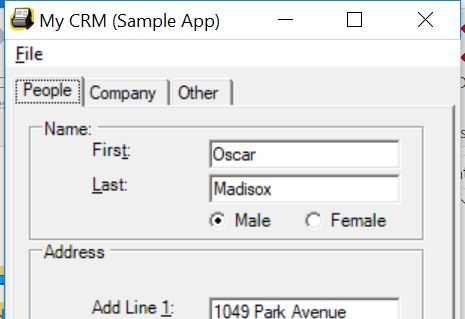 My CRM (Sample App)
File
People Company Other
Name:
First: Oscar
Last: Madisox
Male Female
Address
Add Line 1: 1049 Park Avenue